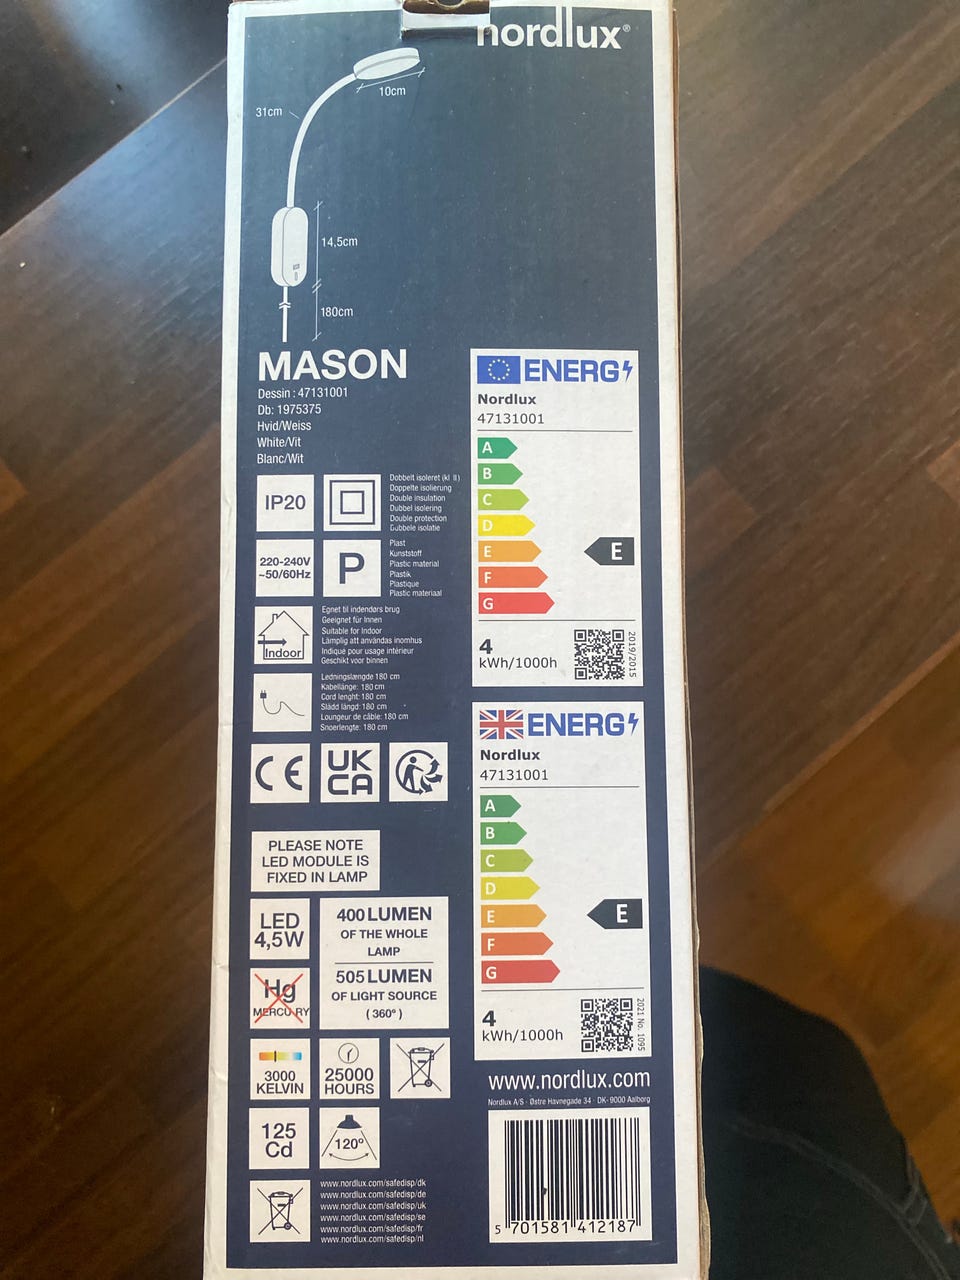 nordlux®
10cm
31cm
14,5cm
180cm
MASON
Dessin : 47131001
Db: 1975375
Hvid/Weiss
White/Vit
Blanc/Wit
IP20
Dobbelt isoleret (kl II)
Doppelte isolierung
Double insulation
Dubbel isolering
Double protection
Dubbele isolatie
220-240V
~50/60Hz
P
Plast
Kunststoff
Plastic material
Plastik
Plastique
Plastic materiaal
Indoor
Egnet til indendørs brug
Geeignet für Innen
Suitable for Indoor
Lämplig att användas inomhus
Indiqué pour usage intérieur
Geschikt voor binnen
Ledningslængde 180 cm
Kabellänge: 180 cm
Cord lenght: 180 cm
Slädd längd: 180 cm
Loungeur de câble: 180 cm
Snoerlengte: 180 cm
CE
UK
CA
PLEASE NOTE
LED MODULE IS
FIXED IN LAMP
LED
4,5W
400 LUMEN
OF THE WHOLE
LAMP
505 LUMEN
OF LIGHT SOURCE
( 360° )
Hg
MERCURY
3000
KELVIN
25000
HOURS
125
Cd
120°
www.nordlux.com/safedisp/dk
www.nordlux.com/safedisp/de
www.nordlux.com/safedisp/uk
www.nordlux.com/safedisp/se
www.nordlux.com/safedisp/fr
www.nordlux.com/safedisp/nl
ENERG
Nordlux
47131001
A
B
C
D
E
F
G
E
4
kWh/1000h
2019/2015
ENERG
Nordlux
47131001
A
B
C
D
E
F
G
E
4
kWh/1000h
2021 No. 1095
www.nordlux.com
Nordlux A/S · Østre Havnegade 34 · DK- 9000 Aalborg
5 701581 412187